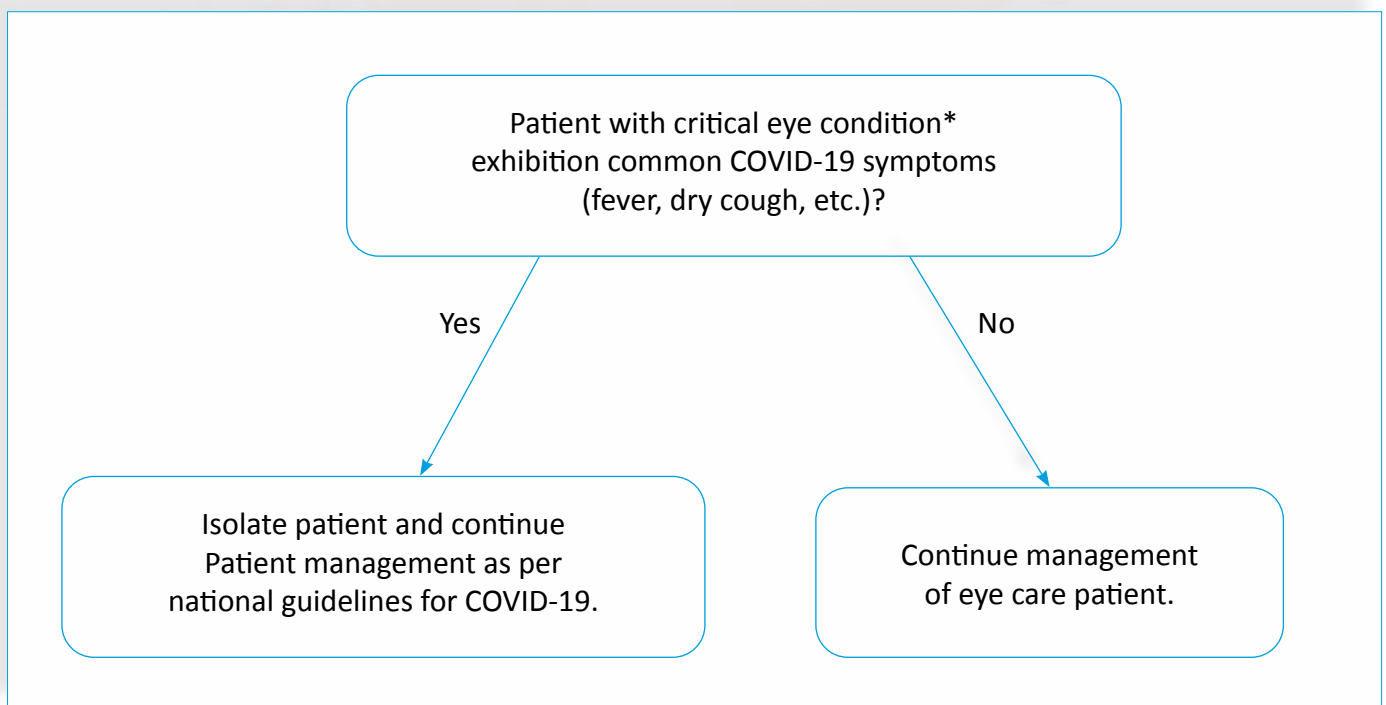 Patient with critical eye condition*
exhibition common COVID-19 symptoms
(fever, dry cough, etc.)?
Yes
No
Isolate patient and continue
Patient management as per
national guidelines for COVID-19.
Continue management
of eye care patient.